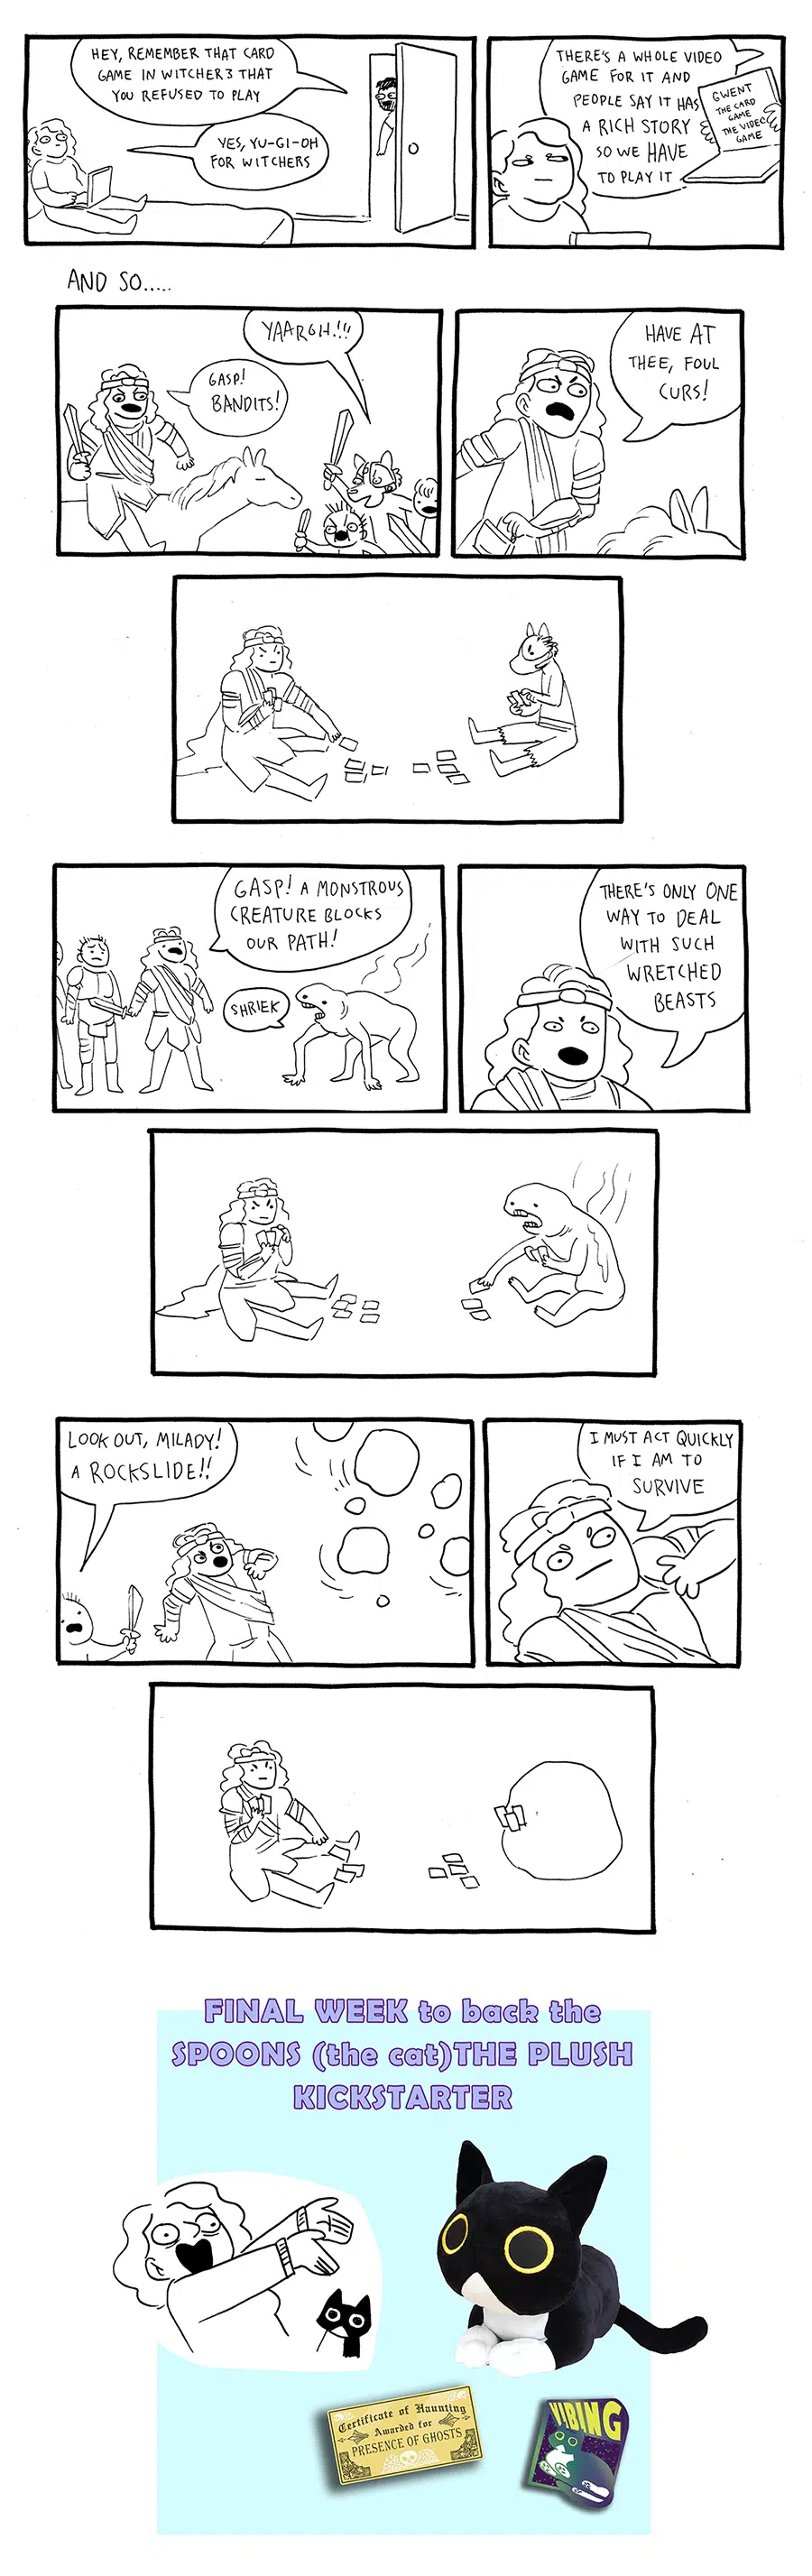 HEY, REMEMBER THAT CARD
GAME IN WITCHER 3 THAT
YOU REFUSED TO PLAY
YES, YU-GI-OH
FOR WITCHERS
THERE'S A WHOLE VIDEO
GAME FOR IT AND
PEOPLE SAY IT HAS
A RICH STORY
SO WE HAVE
TO PLAY IT
GWENT
THE CARD
GAME
THE VIDEO
GAME
AND SO.....
YAARGH!!!
GASP!
BANDITS!
HAVE AT
THEE, FOUL
CURS!
GASP! A MONSTROUS
CREATURE BLOCKS
OUR PATH!
SHRIEK
THERE'S ONLY ONE
WAY TO DEAL
WITH SUCH
WRETCHED
BEASTS
LOOK OUT, MILADY!
A ROCKSLIDE!!
I MUST ACT QUICKLY
IF I AM TO
SURVIVE
FINAL WEEK to back the
SPOONS (the cat)THE PLUSH
KICKSTARTER
Certificate of Haunting
Awarded for
PRESENCE OF GHOSTS
VIBING